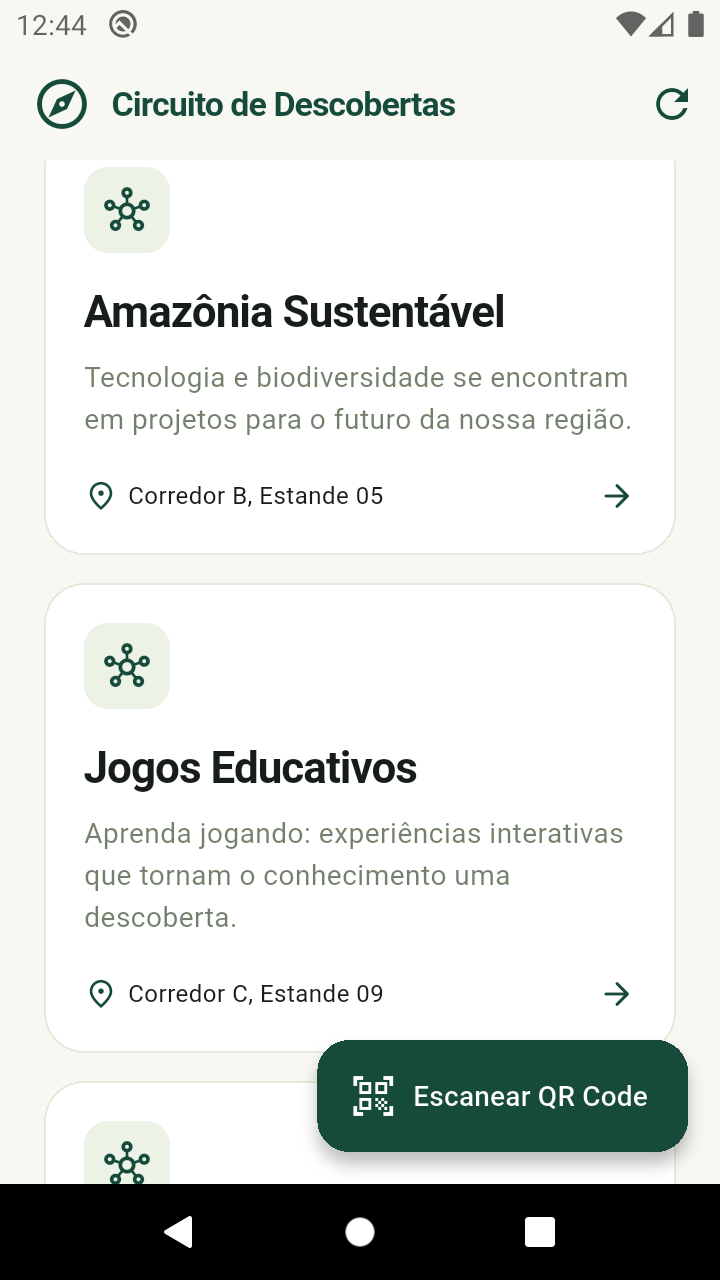 12:44
Circuito de Descobertas
Amazônia Sustentável
Tecnologia e biodiversidade se encontram
em projetos para o futuro da nossa região.
Corredor B, Estande 05
Jogos Educativos
Aprenda jogando: experiências interativas
que tornam o conhecimento uma
descoberta.
Corredor C, Estande 09
Escanear QR Code